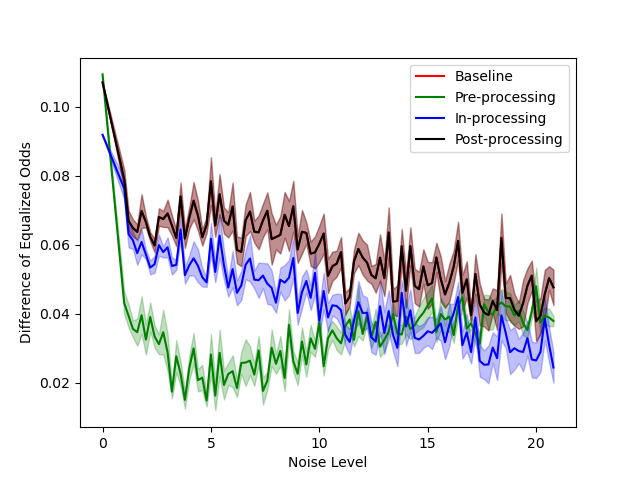 Baseline
Pre-processing
In-processing
Post-processing
0.10
0.08
0.06
0.04
0.02
Difference of Equalized Odds
0 5 10 15 20
Noise Level